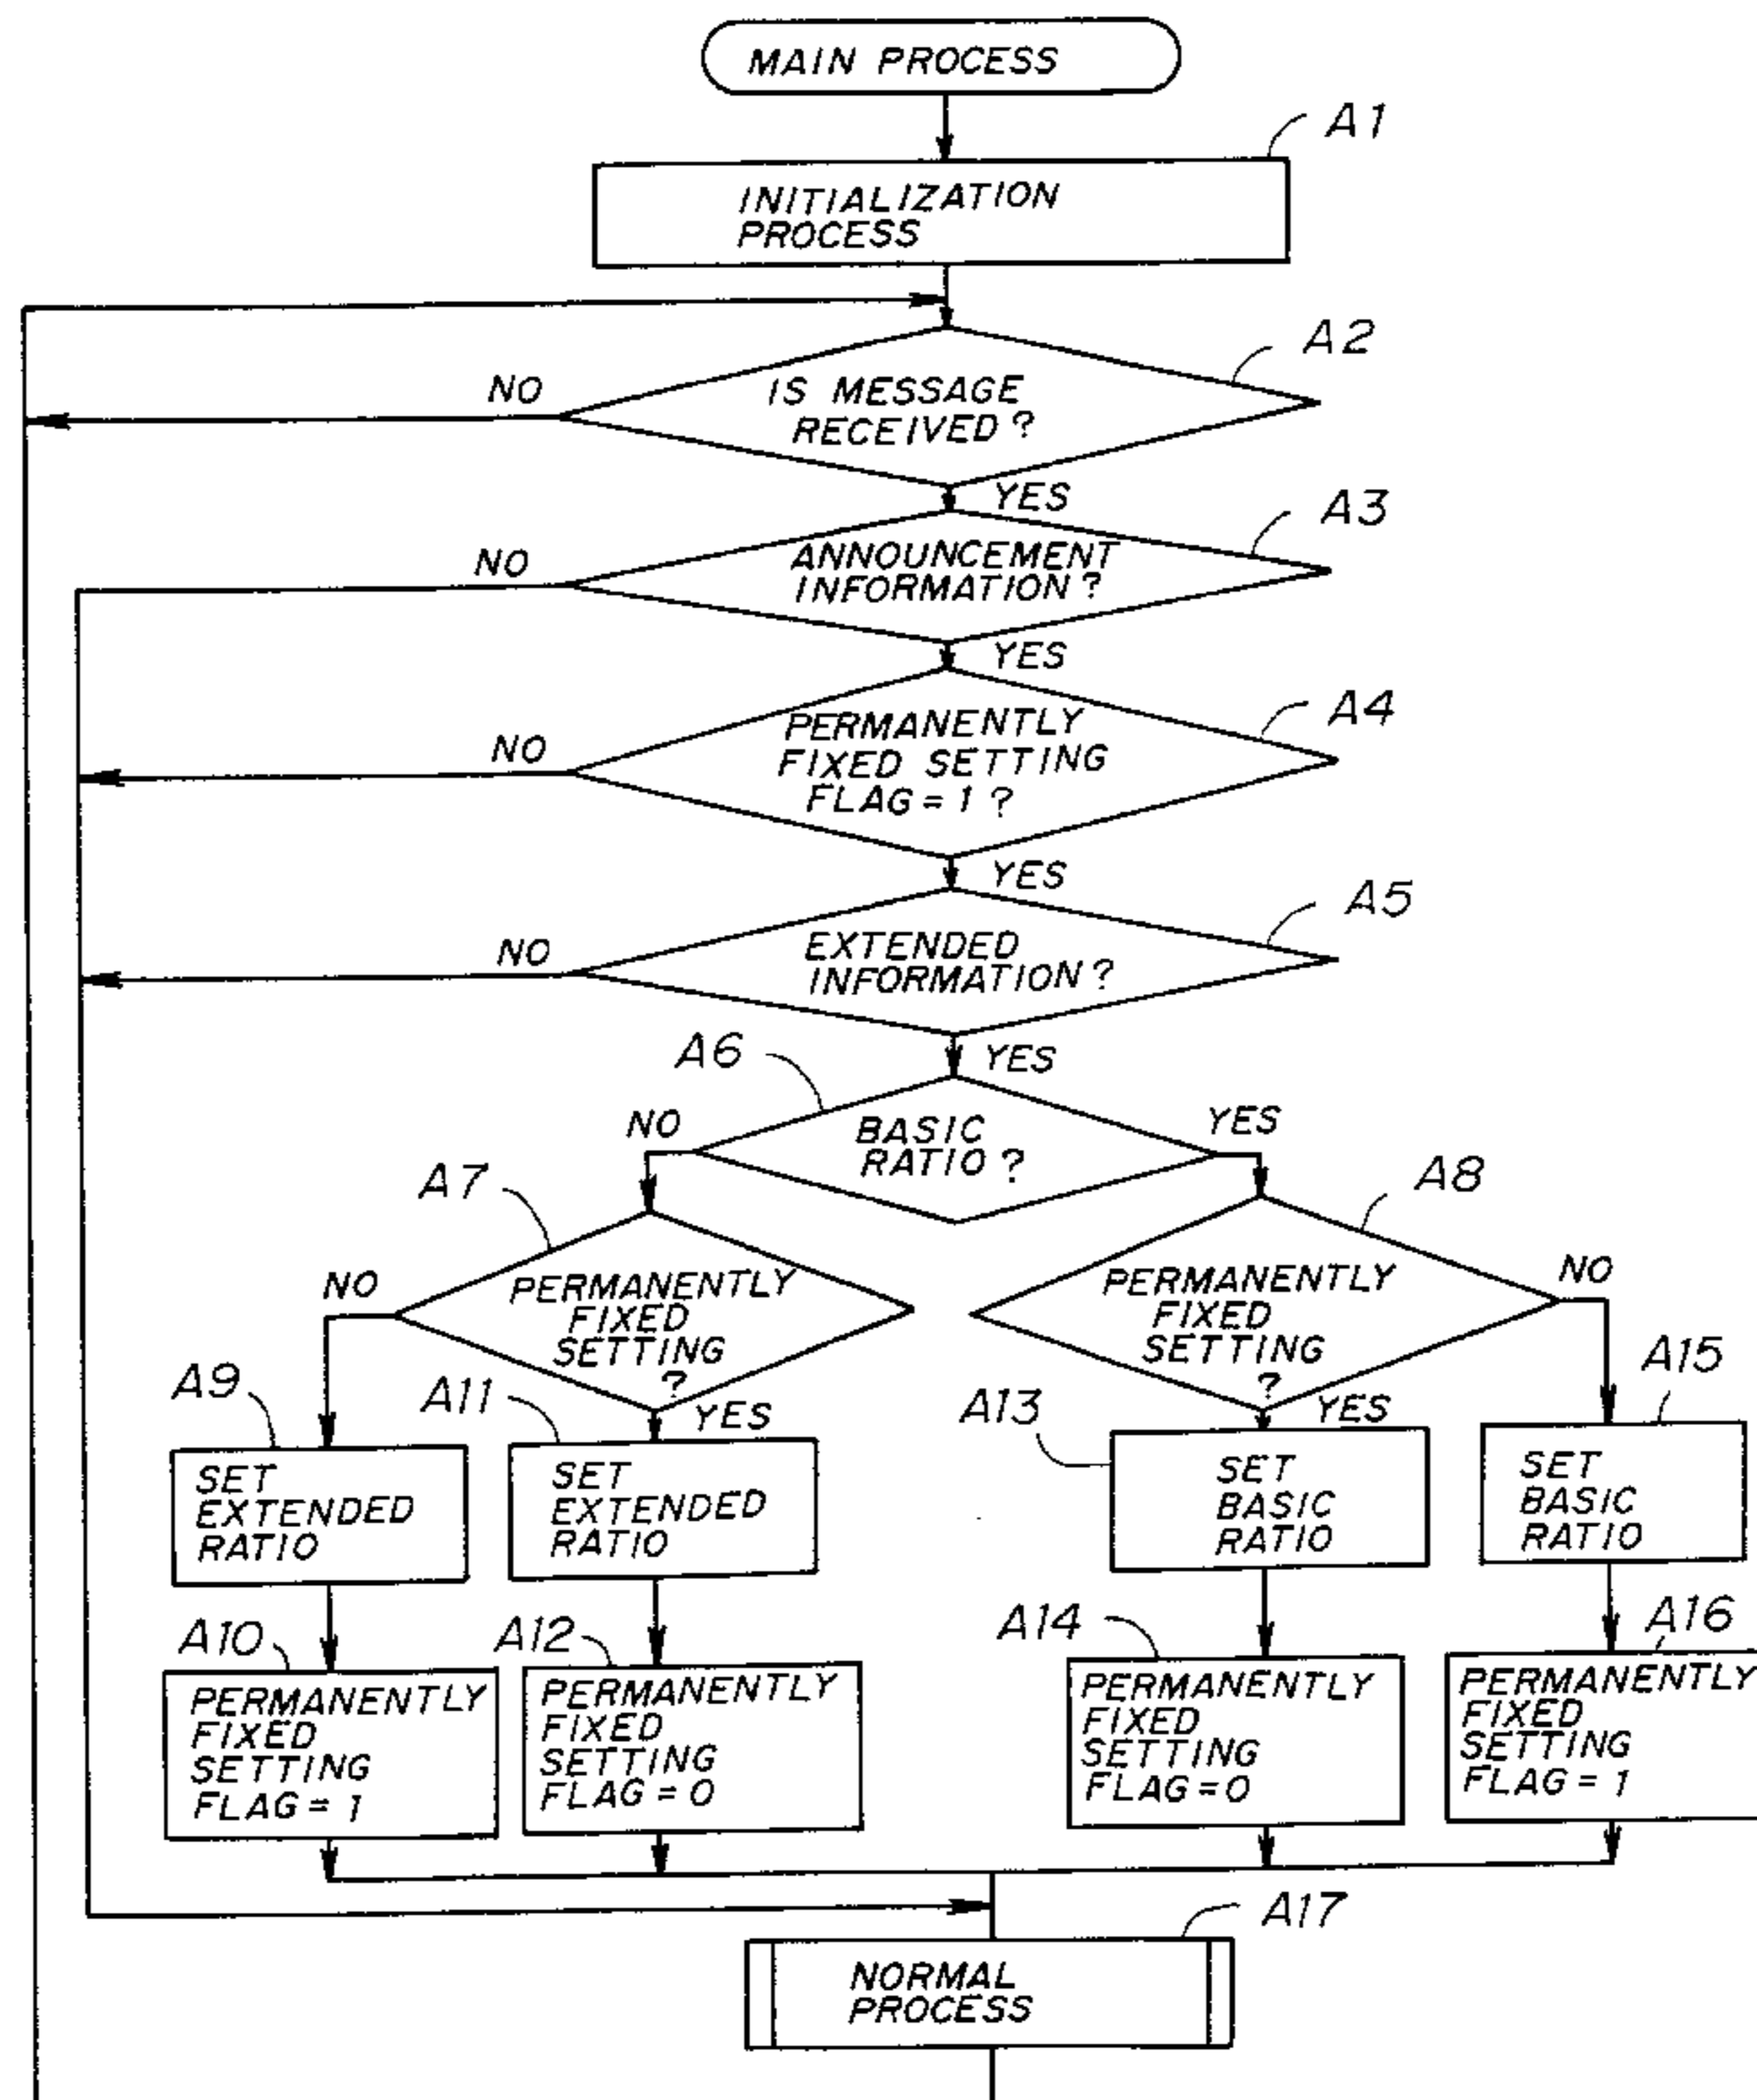 MAIN PROCESS
A1
INITIALIZATION
PROCESS
A2
NO
IS MESSAGE
RECEIVED?
YES
A3
NO
ANNOUNCEMENT
INFORMATION?
YES
A4
NO
PERMANENTLY
FIXED SETTING
FLAG = 1 ?
YES
A5
NO
EXTENDED
INFORMATION?
YES
A6
NO
BASIC
RATIO?
YES
A7
NO
PERMANENTLY
FIXED
SETTING
?
YES
A8
PERMANENTLY
FIXED
SETTING
?
YES
NO
A9
SET
EXTENDED
RATIO
A11
SET
EXTENDED
RATIO
A13
SET
BASIC
RATIO
A15
SET
BASIC
RATIO
A10
PERMANENTLY
FIXED
SETTING
FLAG = 1
A12
PERMANENTLY
FIXED
SETTING
FLAG = 0
A14
PERMANENTLY
FIXED
SETTING
FLAG = 0
A16
PERMANENTLY
FIXED
SETTING
FLAG = 1
A17
NORMAL
PROCESS